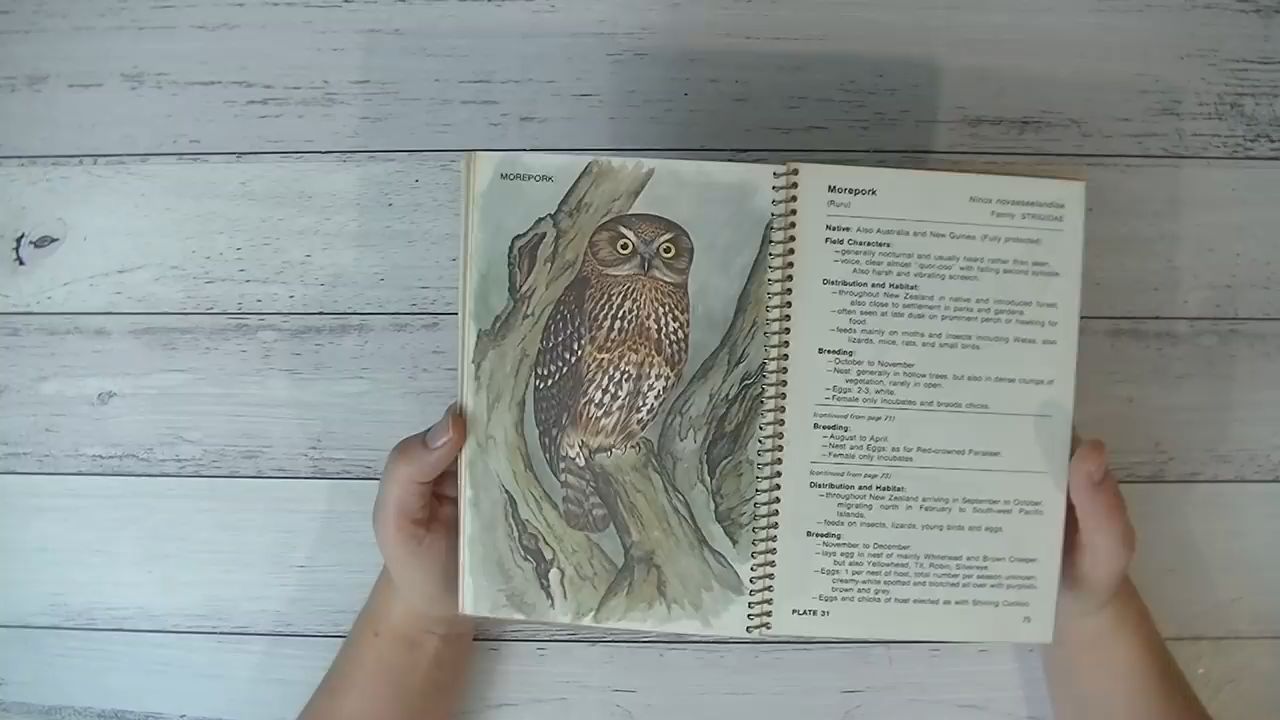 MOREPORK
Morepork
Ninox novaeseelandiae
(Ruru)
Family STRIGIDAE
Native: Also Australia and New Guinea. (Fully protected)
Field Characters:
—generally nocturnal and usually heard rather than seen.
—voice, clear almost "quor-coo" with falling second syllable.
Also harsh and vibrating screech.
Distribution and Habitat:
—throughout New Zealand in native and introduced forest,
also close to settlement in parks and gardens.
—often seen at late dusk on prominent perch or hawking for
food.
—feeds mainly on moths and insects including Wetas, also
lizards, mice, rats, and small birds.
Breeding:
—October to November
—Nest: generally in hollow trees, but also in dense clumps of
vegetation, rarely in open.
—Eggs: 2-3, white.
—Female only incubates and broods chicks.
(continued from page 71)
Breeding:
—August to April.
—Nest and Eggs: as for Red-crowned Parakeet.
—Female only incubates.
(continued from page 73)
Distribution and Habitat:
—throughout New Zealand arriving in September to October,
migrating north in February to South-west Pacific
Islands.
—feeds on insects, lizards, young birds and eggs.
Breeding:
—November to December
—lays egg in nest of mainly Whitehead and Brown Creeper,
but also Yellowhead, Tit, Robin, Silvereye.
—Eggs: 1 per nest of host, total number per season unknown,
creamy-white spotted and blotched all over with purplish-
brown and grey.
—Eggs and chicks of host ejected as with Shining Cuckoo.
PLATE 31
75